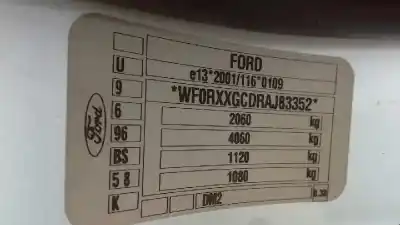 FORD
e13*2001/116*0109
*WF0RXXGCDRAJ83352*
2060 kg
4060 kg
1120 kg
1080 kg
DM2
U
9
6
96
BS
5 8
K
Ford